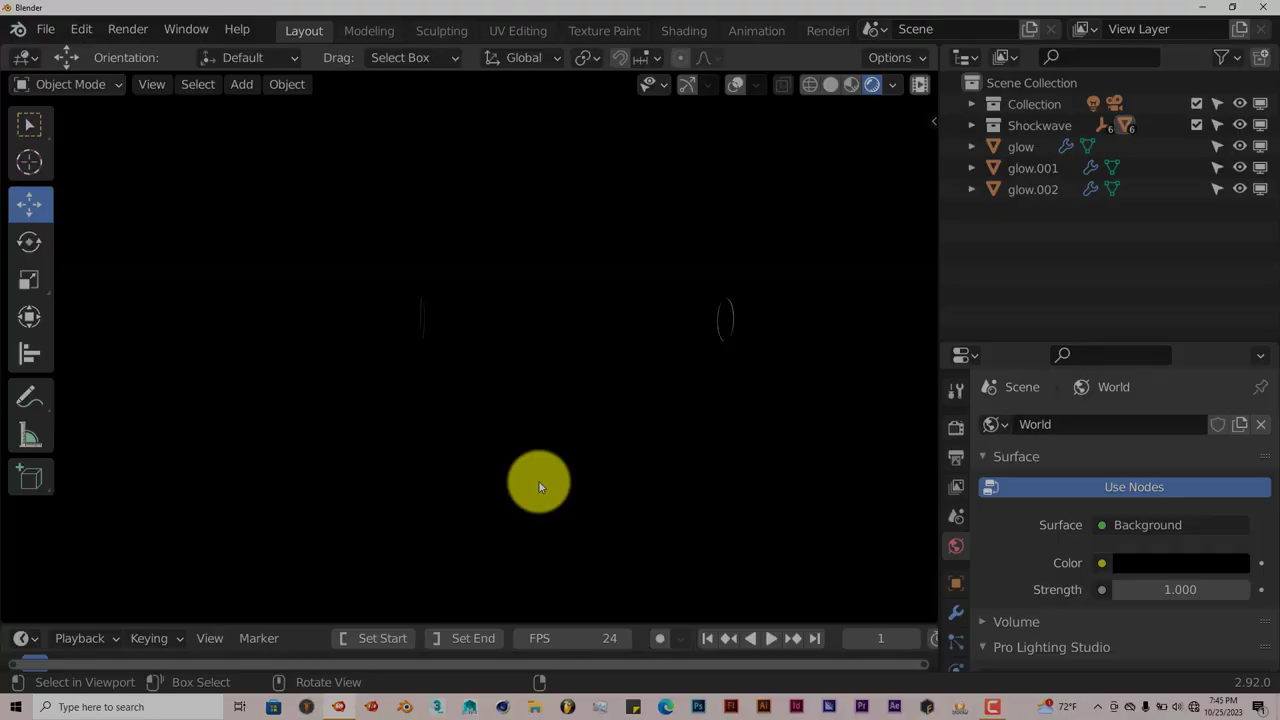 Blender
File Edit Window Render Help
Layout Modeling Sculpting UV Editing Texture Paint Shading Animation Renderi
Scene
View Layer
Orientation: Default Drag: Select Box Global Options
Object Mode View Select Add Object
Scene Collection
Collection
Shockwave 6 6
glow
glow.001
glow.002
Scene World
World
Surface
Use Nodes
Surface Background
Color
Strength 1.000
Volume
Pro Lighting Studio
Playback Keying View Marker Set Start Set End FPS 24 1
Select in Viewport Box Select Rotate View 2.92.0
Type here to search
72°F
7:45 PM
10/25/2023